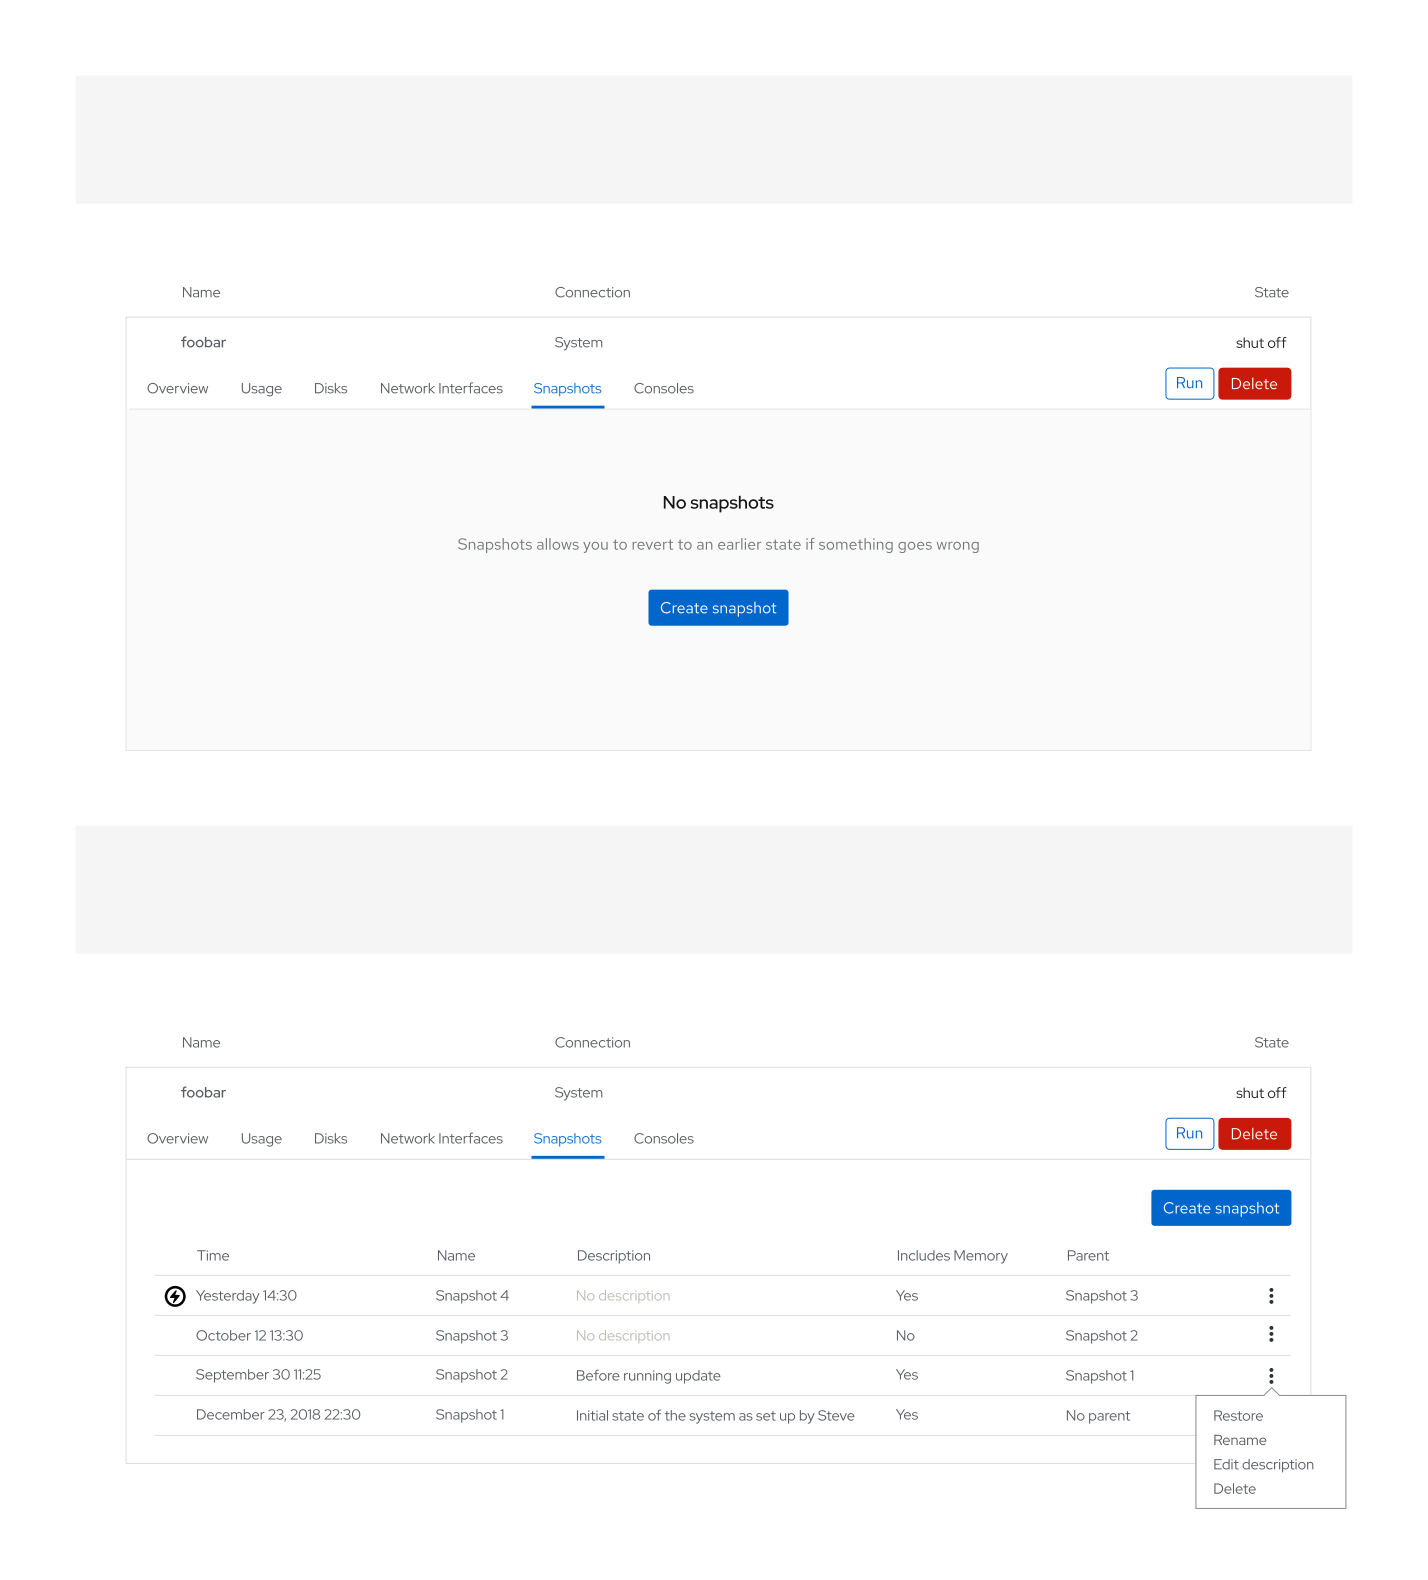 Name Connection State
foobar System shut off
Overview Usage Disks Network Interfaces Snapshots Consoles Run Delete
No snapshots
Snapshots allows you to revert to an earlier state if something goes wrong
Create snapshot
Name Connection State
foobar System shut off
Overview Usage Disks Network Interfaces Snapshots Consoles Run Delete
Create snapshot
Time Name Description Includes Memory Parent
Yesterday 14:30 Snapshot 4 No description Yes Snapshot 3
October 12 13:30 Snapshot 3 No description No Snapshot 2
September 30 11:25 Snapshot 2 Before running update Yes Snapshot 1
December 23, 2018 22:30 Snapshot 1 Initial state of the system as set up by Steve Yes No parent
Restore
Rename
Edit description
Delete